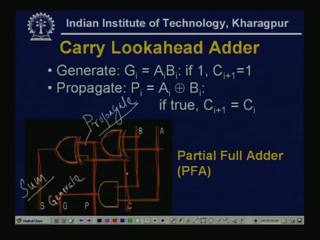 Indian Institute of Technology, Kharagpur
Carry Lookahead Adder
• Generate: Gᵢ = AᵢBᵢ: if 1, Cᵢ₊₁=1
• Propagate: Pᵢ = Aᵢ ⊕ Bᵢ:
if true, Cᵢ₊₁ = Cᵢ
Propagate
B A
Partial Full Adder
(PFA)
Sum
Generate
S G P C